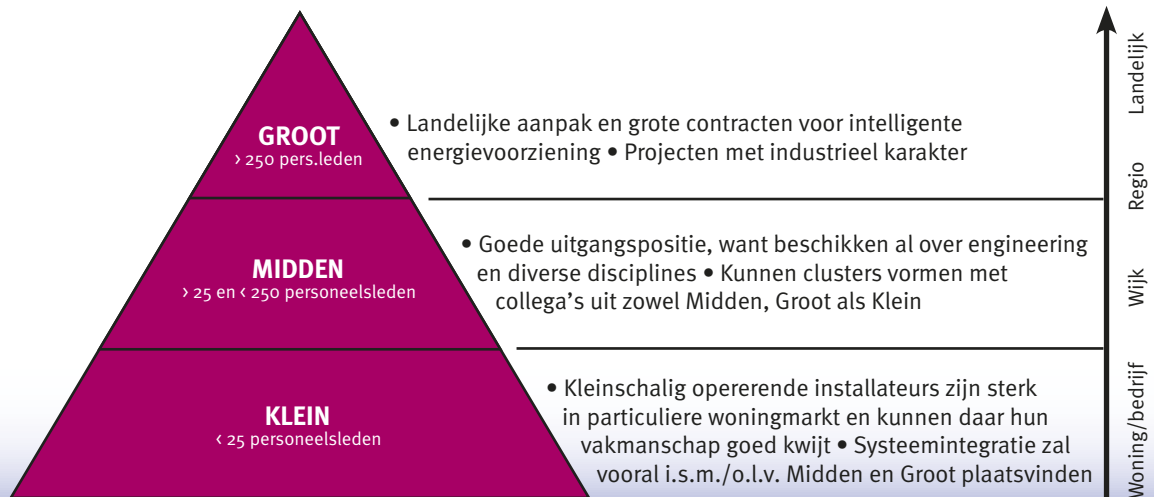 GROOT
› 250 pers.leden
• Landelijke aanpak en grote contracten voor intelligente
energievoorziening • Projecten met industrieel karakter
MIDDEN
› 25 en ‹ 250 personeelsleden
• Goede uitgangspositie, want beschikken al over engineering
en diverse disciplines • Kunnen clusters vormen met
collega’s uit zowel Midden, Groot als Klein
KLEIN
‹ 25 personeelsleden
• Kleinschalig opererende installateurs zijn sterk
in particuliere woningmarkt en kunnen daar hun
vakmanschap goed kwijt • Systeemintegratie zal
vooral i.s.m./o.l.v. Midden en Groot plaatsvinden
Landelijk
Regio
Wijk
Woning/bedrijf